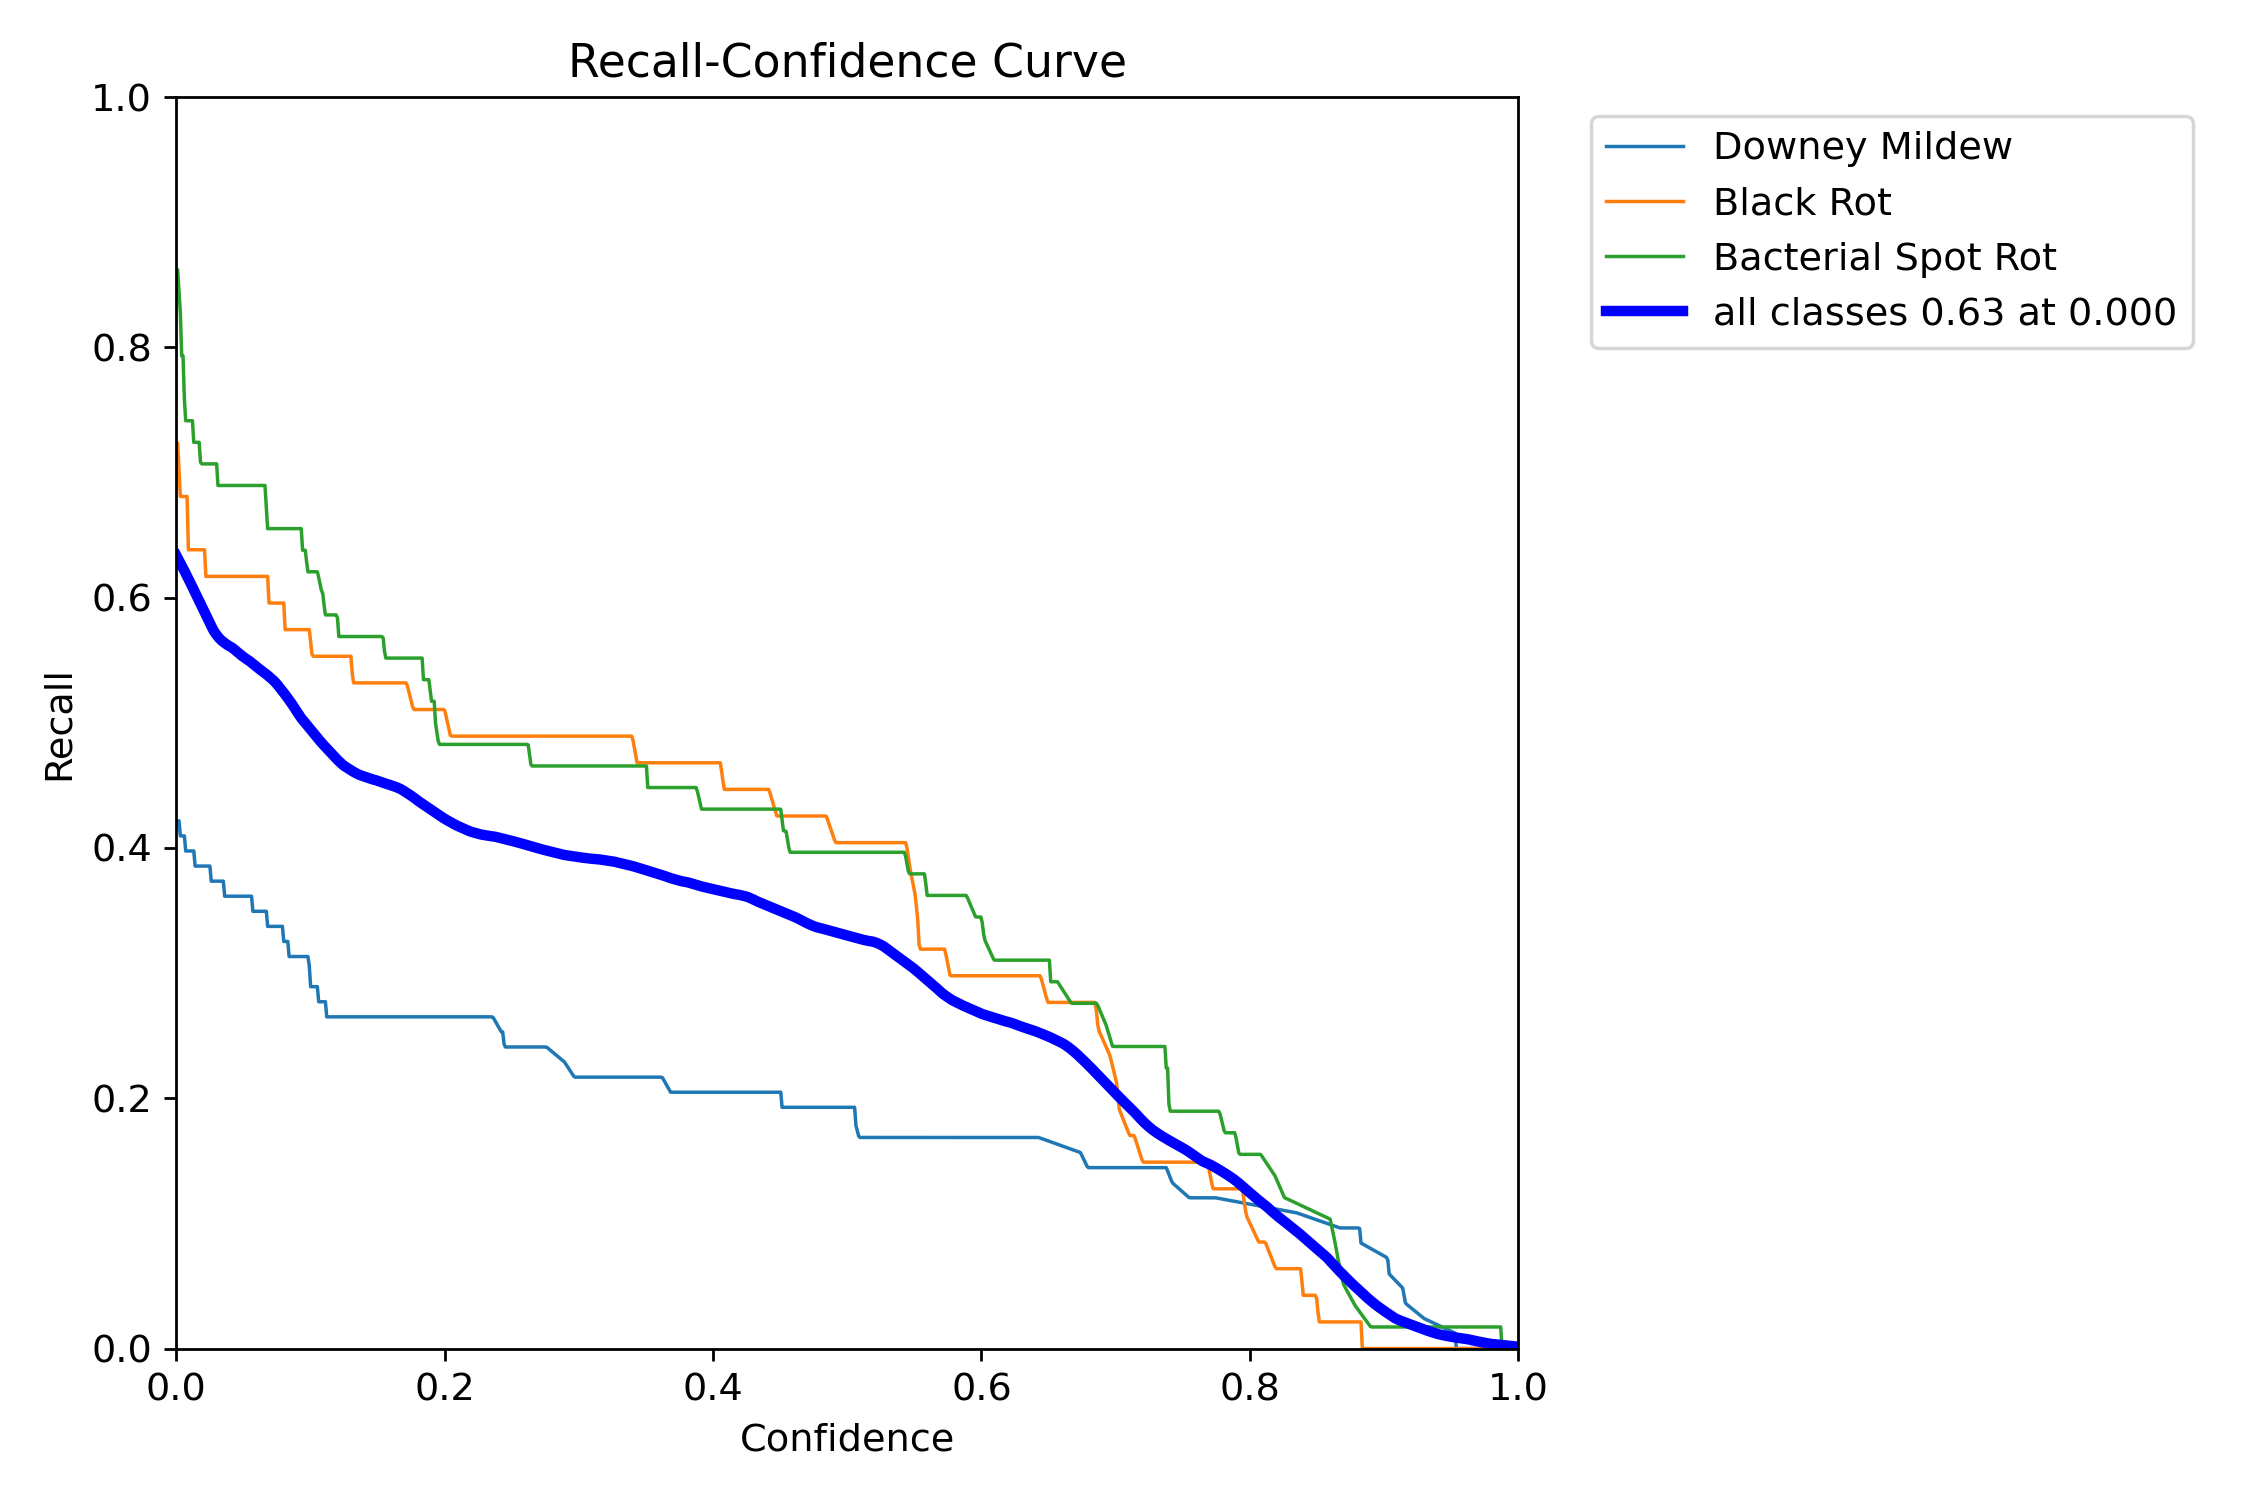 Recall-Confidence Curve
1.0
0.8
0.6
0.4
0.2
0.0
Recall
0.0 0.2 0.4 0.6 0.8 1.0
Confidence
Downey Mildew
Black Rot
Bacterial Spot Rot
all classes 0.63 at 0.000